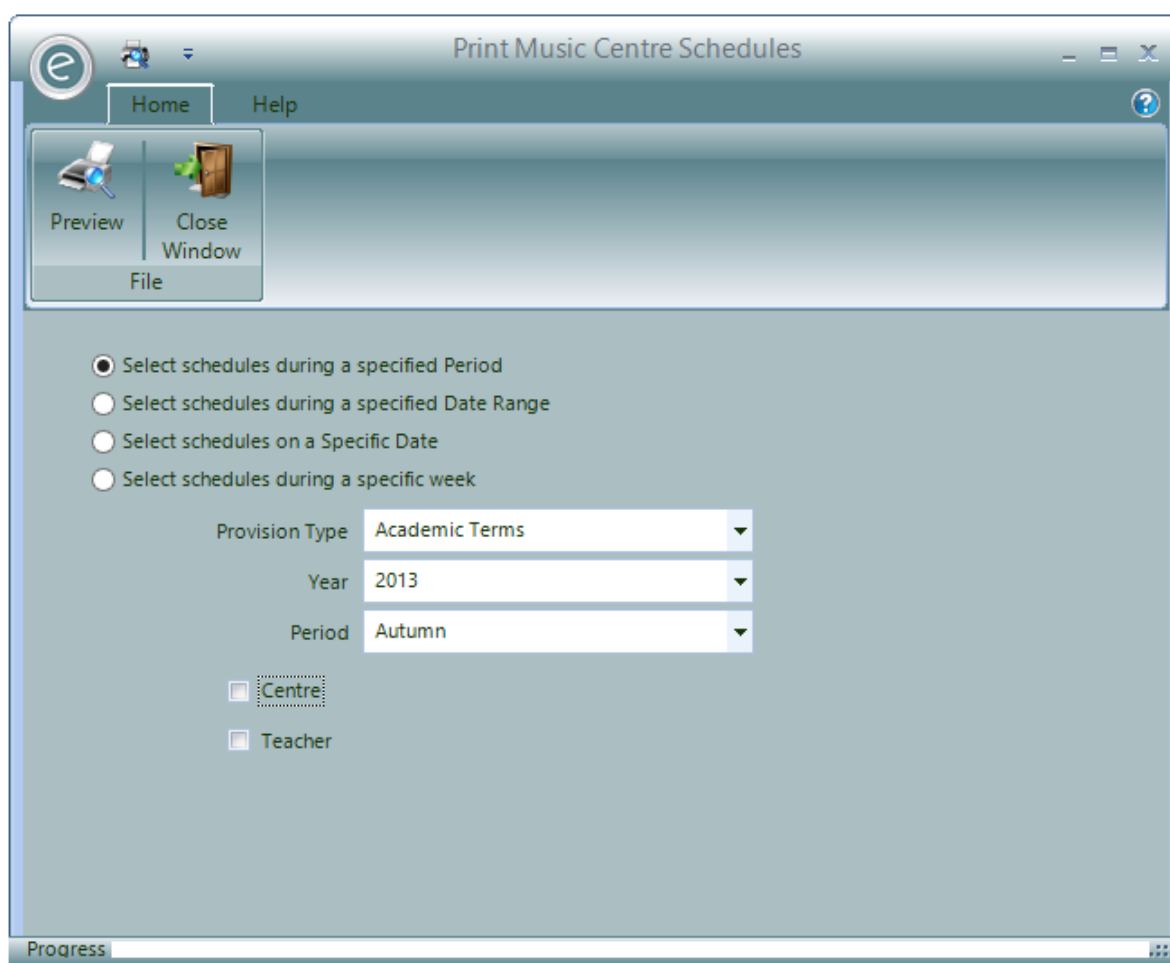 e
Print Music Centre Schedules
Home Help
?
Preview Close
Window
File
Select schedules during a specified Period
Select schedules during a specified Date Range
Select schedules on a Specific Date
Select schedules during a specific week
Provision Type Academic Terms
Year 2013
Period Autumn
Centre
Teacher
Progress